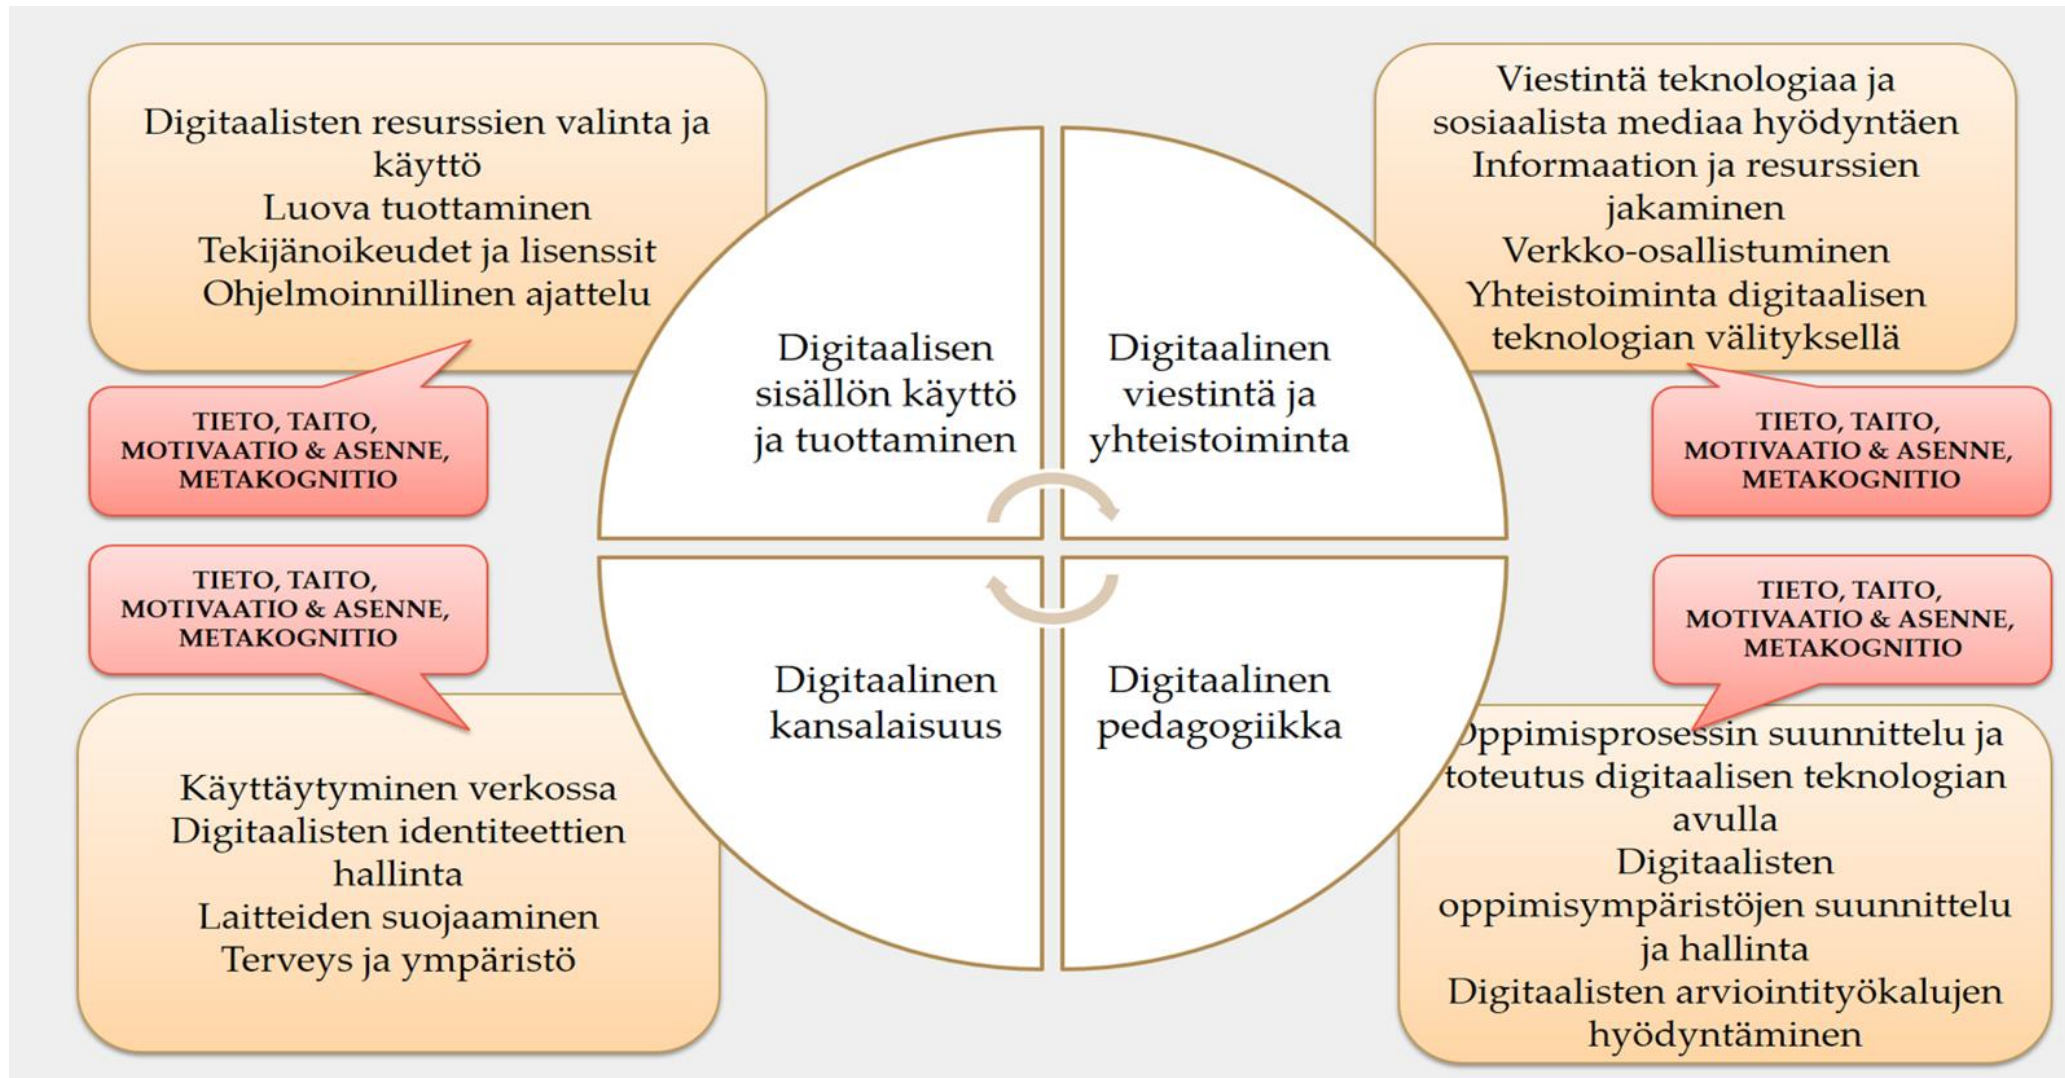 Digitaalisten resurssien valinta ja
käyttö
Luova tuottaminen
Tekijänoikeudet ja lisenssit
Ohjelmoinnillinen ajattelu
Viestintä teknologiaa ja
sosiaalista mediaa hyödyntäen
Informaation ja resurssien
jakaminen
Verkko-osallistuminen
Yhteistoiminta digitaalisen
teknologian välityksellä
TIETO, TAITO,
MOTIVAATIO & ASENNE,
METAKOGNITIO
Digitaalisen
sisällön käyttö
ja tuottaminen
Digitaalinen
viestintä ja
yhteistoiminta
TIETO, TAITO,
MOTIVAATIO & ASENNE,
METAKOGNITIO
TIETO, TAITO,
MOTIVAATIO & ASENNE,
METAKOGNITIO
Digitaalinen
kansalaisuus
Digitaalinen
pedagogiikka
TIETO, TAITO,
MOTIVAATIO & ASENNE,
METAKOGNITIO
Käyttäytyminen verkossa
Digitaalisten identiteettien
hallinta
Laitteiden suojaaminen
Terveys ja ympäristö
Oppimisprosessin suunnittelu ja
toteutus digitaalisen teknologian
avulla
Digitaalisten
oppimisympäristöjen suunnittelu
ja hallinta
Digitaalisten arviointityökalujen
hyödyntäminen